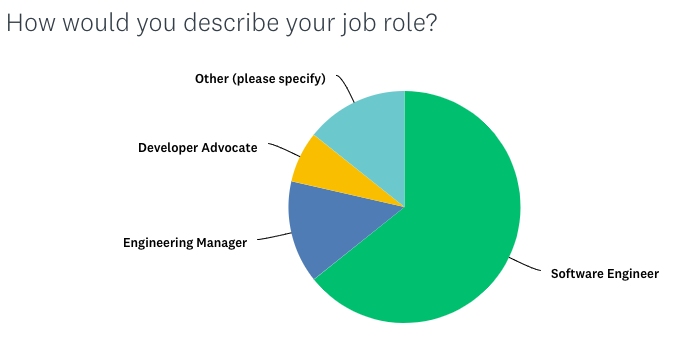 How would you describe your job role?
Other (please specify)
Developer Advocate
Engineering Manager
Software Engineer